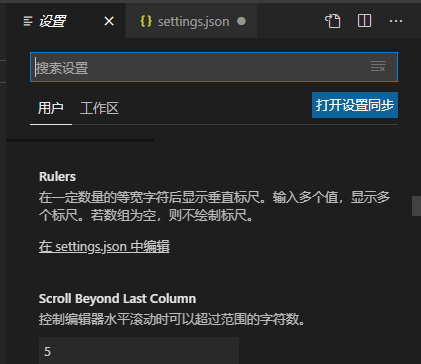 设置
settings.json
搜索设置
用户 工作区
打开设置同步
Rulers
在一定数量的等宽字符后显示垂直标尺。输入多个值，显示多
个标尺。若数组为空，则不绘制标尺。
在 settings.json 中编辑
Scroll Beyond Last Column
控制编辑器水平滚动时可以超过范围的字符数。
5